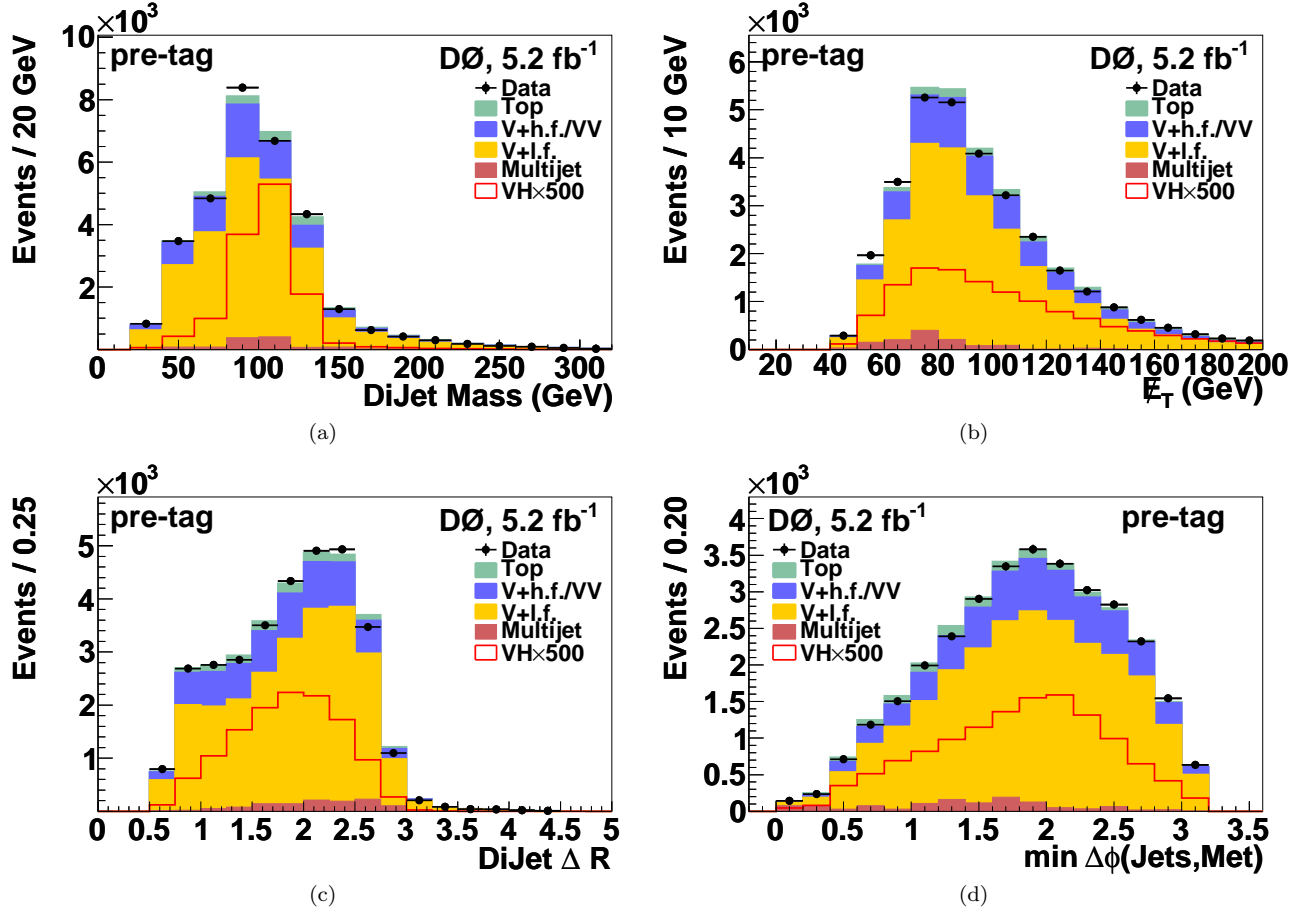 ×10³
Events / 20 GeV
10
8
6
4
2
0
pre-tag
DØ, 5.2 fb⁻¹
Data
Top
V+h.f./VV
V+l.f.
Multijet
VH×500
0 50 100 150 200 250 300
DiJet Mass (GeV)
(a)
×10³
Events / 10 GeV
6
5
4
3
2
1
0
pre-tag
DØ, 5.2 fb⁻¹
Data
Top
V+h.f./VV
V+l.f.
Multijet
VH×500
20 40 60 80 100 120 140 160 180 200
E̸_T (GeV)
(b)
×10³
Events / 0.25
5
4
3
2
1
pre-tag
DØ, 5.2 fb⁻¹
Data
Top
V+h.f./VV
V+l.f.
Multijet
VH×500
0 0.5 1 1.5 2 2.5 3 3.5 4 4.5 5
DiJet Δ R
(c)
×10³
Events / 0.20
4
3.5
3
2.5
2
1.5
1
0.5
0
DØ, 5.2 fb⁻¹
pre-tag
Data
Top
V+h.f./VV
V+l.f.
Multijet
VH×500
0 0.5 1 1.5 2 2.5 3 3.5
min Δϕ(Jets,Met)
(d)